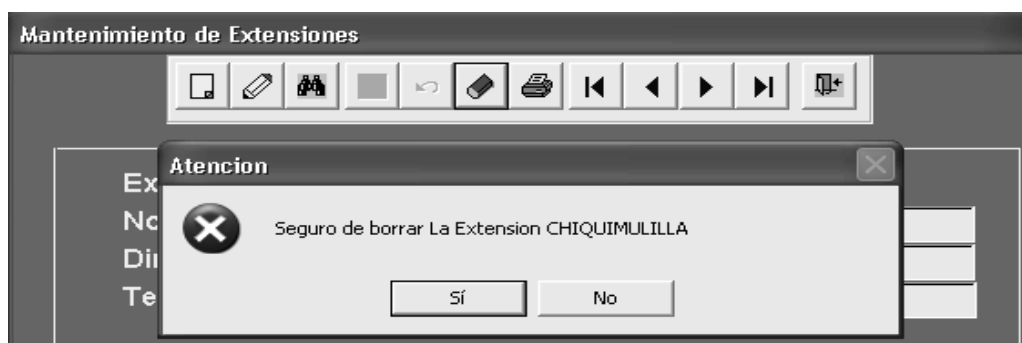 Mantenimiento de Extensiones
Atencion
Seguro de borrar La Extension CHIQUIMULILLA
Sí
No